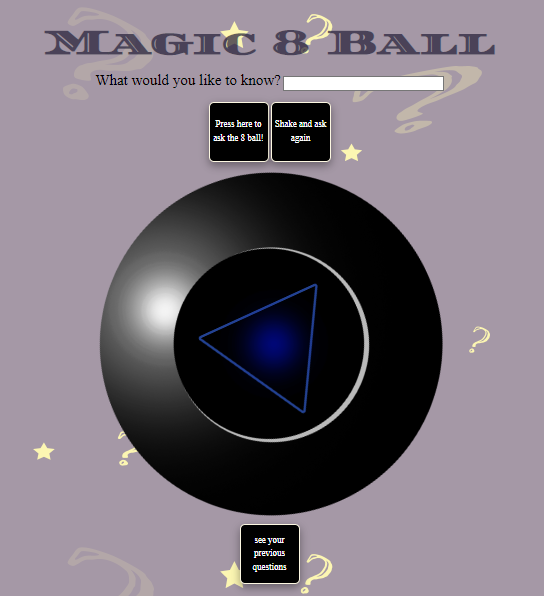 Magic 8 Ball
What would you like to know?
Press here to
ask the 8 ball!
Shake and ask
again
see your
previous
questions